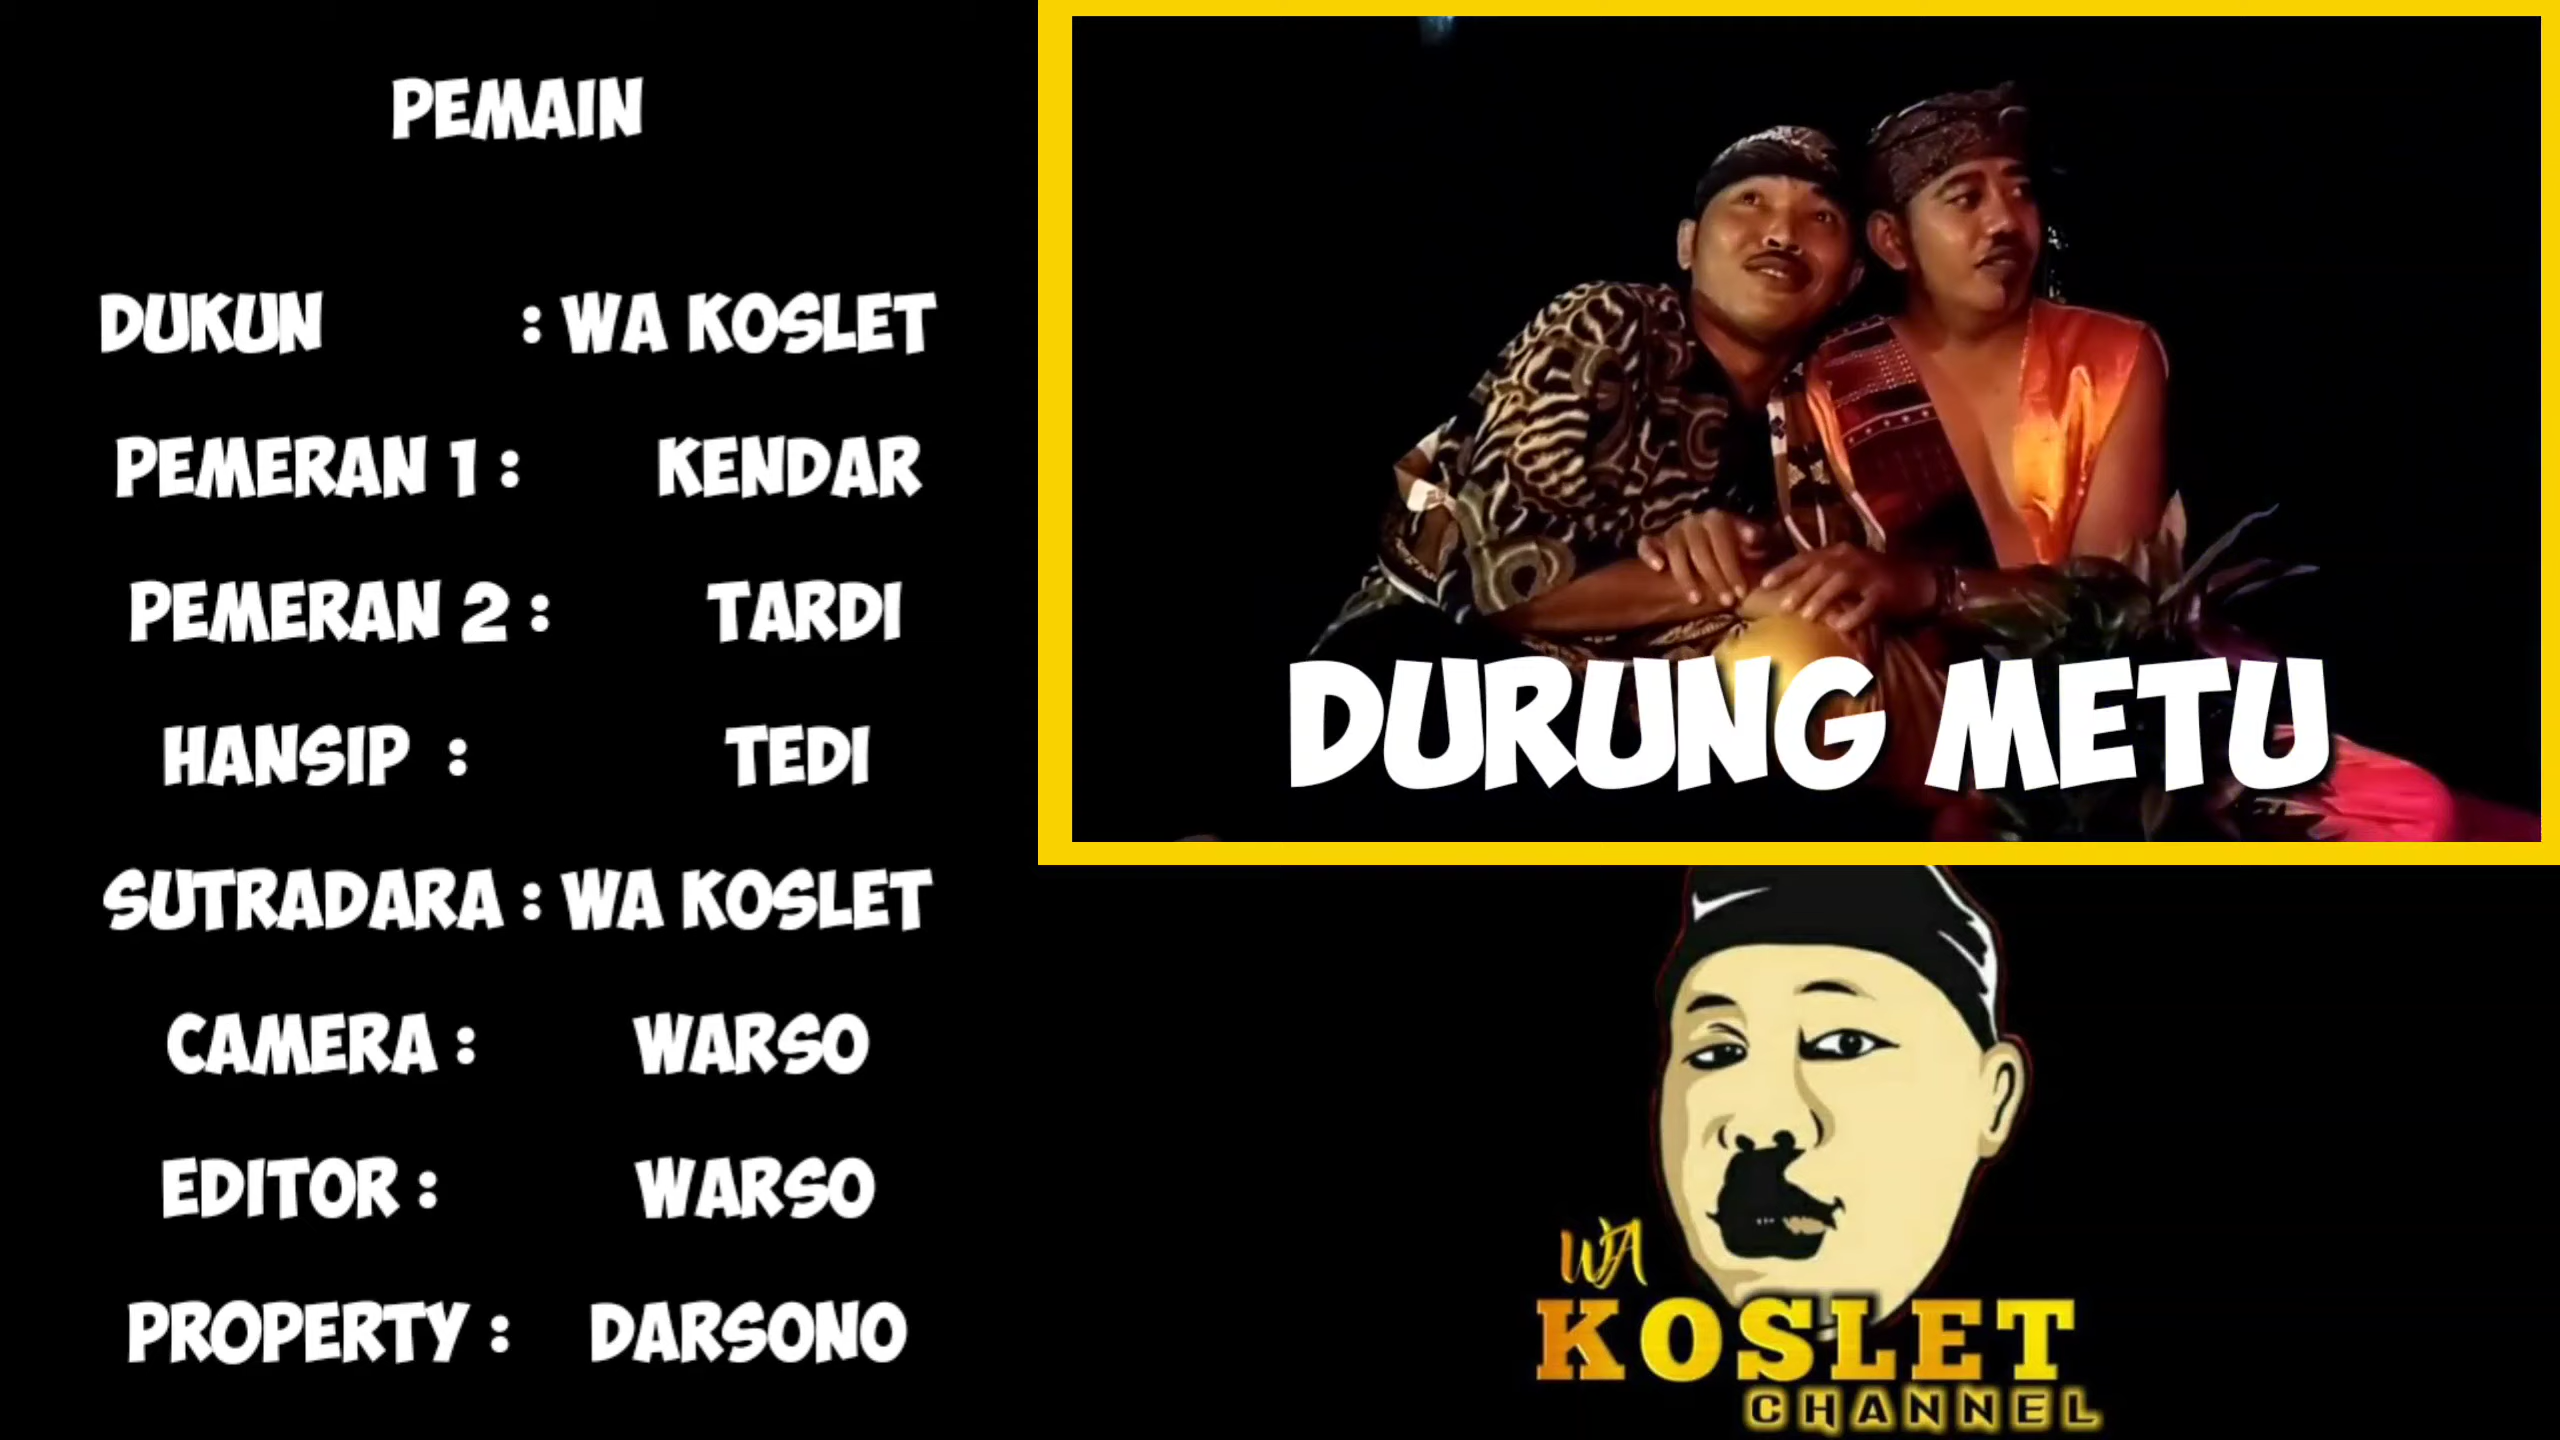 PEMAIN
DUKUN : WA KOSLET
PEMERAN 1 : KENDAR
PEMERAN 2 : TARDI
HANSIP : TEDI
SUTRADARA : WA KOSLET
CAMERA : WARSO
EDITOR : WARSO
PROPERTY : DARSONO
DURUNG METU
WA
KOSLET
CHANNEL